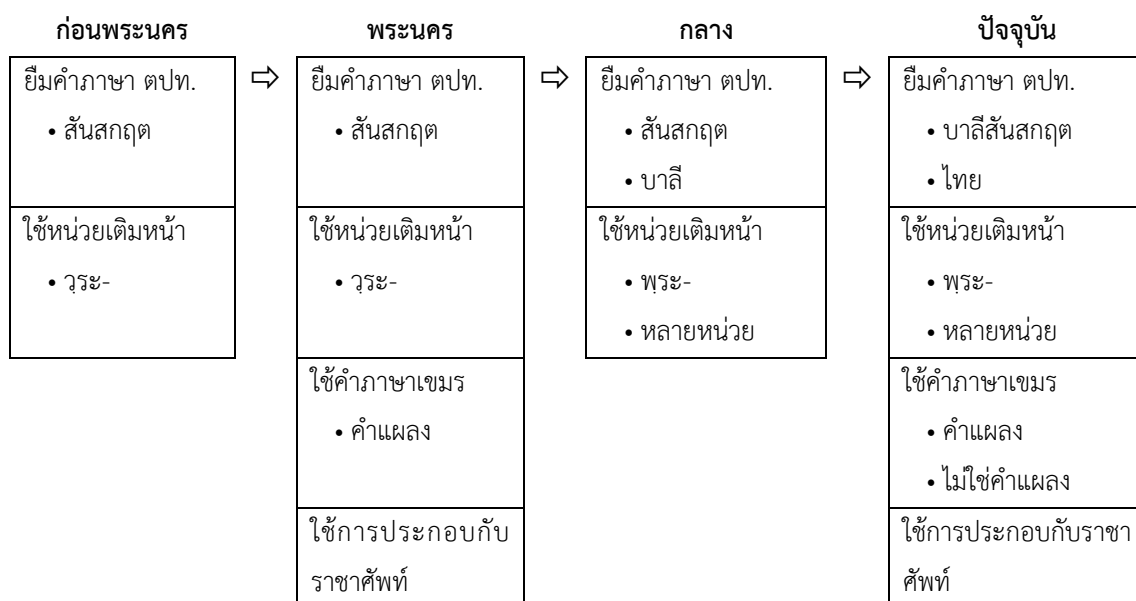 ก่อนพระนคร
ยืมคำภาษา ตปท.
• สันสกฤต
ใช้หน่วยเติมหน้า
• วฺระ-
⇨
พระนคร
ยืมคำภาษา ตปท.
• สันสกฤต
ใช้หน่วยเติมหน้า
• วฺระ-
ใช้คำภาษาเขมร
• คำแผลง
ใช้การประกอบกับ
ราชาศัพท์
⇨
กลาง
ยืมคำภาษา ตปท.
• สันสกฤต
• บาลี
ใช้หน่วยเติมหน้า
• พฺระ-
• หลายหน่วย
⇨
ปัจจุบัน
ยืมคำภาษา ตปท.
• บาลีสันสกฤต
• ไทย
ใช้หน่วยเติมหน้า
• พฺระ-
• หลายหน่วย
ใช้คำภาษาเขมร
• คำแผลง
• ไม่ใช่คำแผลง
ใช้การประกอบกับราชา
ศัพท์